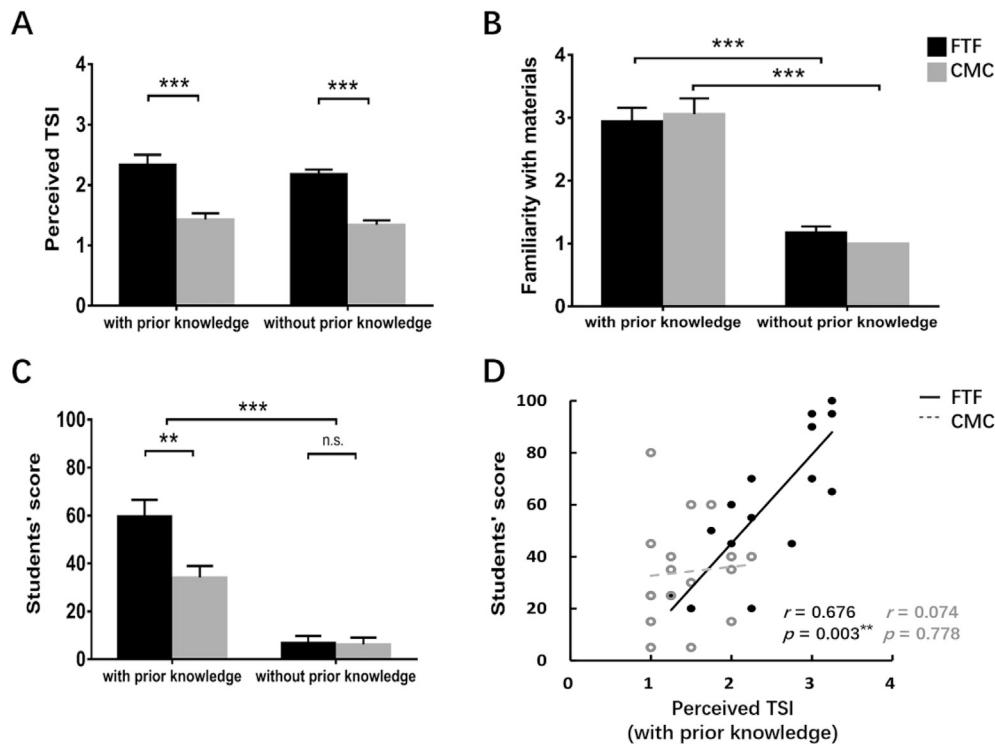 A
Perceived TSI
4
3
2
1
0
***
***
with prior knowledge
without prior knowledge
B
Familiarity with materials
4
3
2
1
0
***
***
FTF
CMC
with prior knowledge
without prior knowledge
C
Students' score
100
80
60
40
20
0
***
**
n.s.
with prior knowledge
without prior knowledge
D
Students' score
100
80
60
40
20
0
FTF
CMC
r = 0.676
p = 0.003**
r = 0.074
p = 0.778
0
1
2
3
4
Perceived TSI
(with prior knowledge)